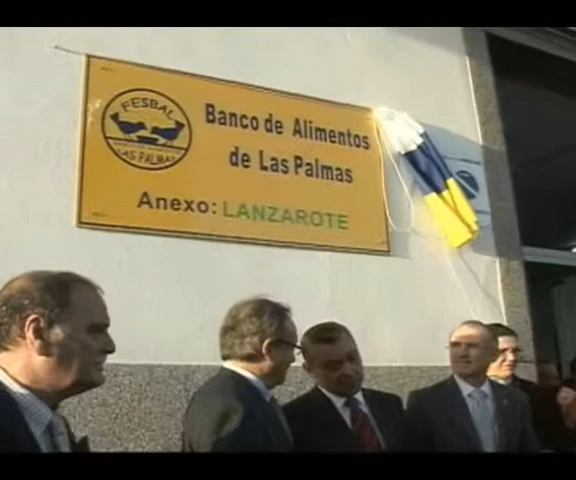 FESBAL
LAS PALMAS
Banco de Alimentos
de Las Palmas
Anexo: LANZAROTE